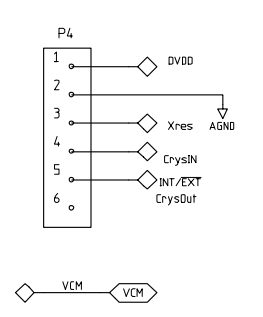 P4
1
DVDD
2
3
Xres
AGND
4
CrysIN
5
INT/EXT
CrysOut
6
VCM
VCM